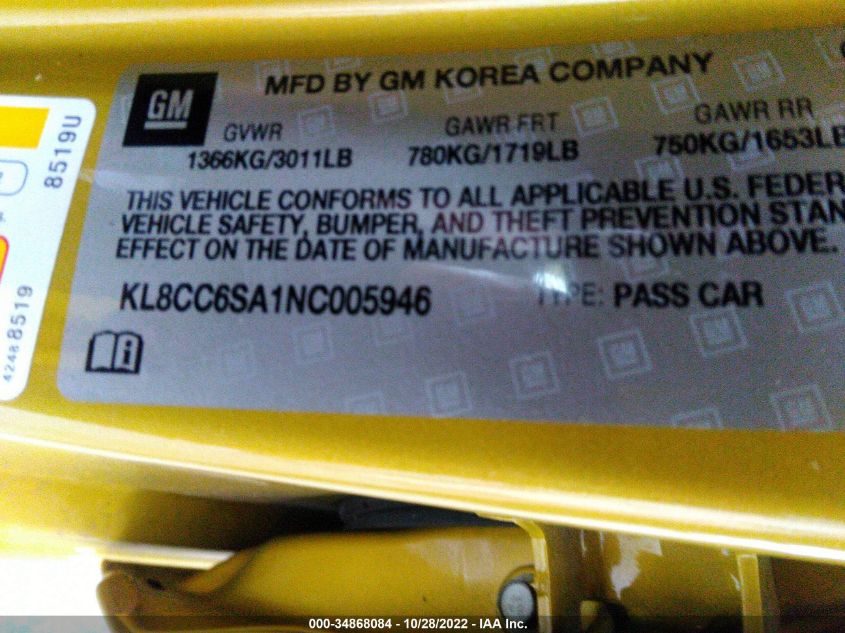 GM
MFD BY GM KOREA COMPANY
GVWR GAWR FRT GAWR RR
1366KG/3011LB 780KG/1719LB 750KG/1653LB
THIS VEHICLE CONFORMS TO ALL APPLICABLE U.S. FEDER
VEHICLE SAFETY, BUMPER, AND THEFT PREVENTION STAN
EFFECT ON THE DATE OF MANUFACTURE SHOWN ABOVE.
KL8CC6SA1NC005946 TYPE: PASS CAR
8519U
42488519
000-34868084 - 10/28/2022 - IAA Inc.